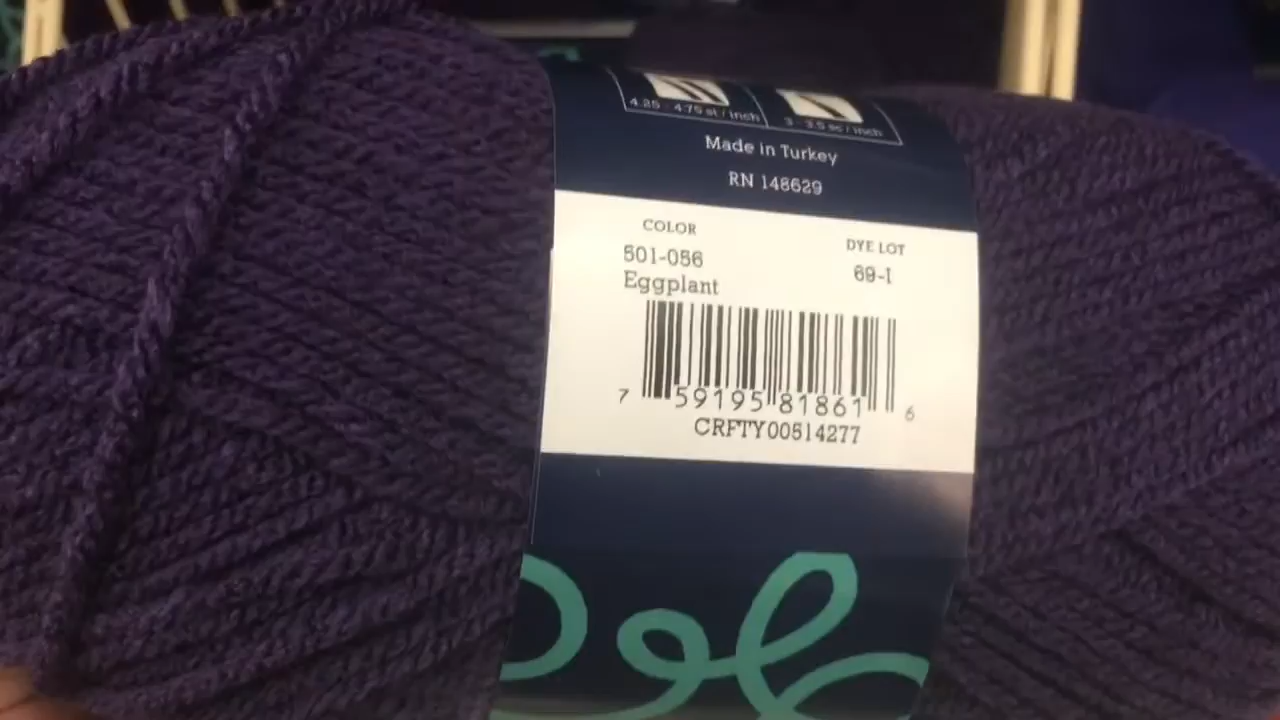 4.25 - 4.75 st / inch
3 - 3.5 sc / inch
Made in Turkey
RN 148629
COLOR
501-056
Eggplant
DYE LOT
69-I
7 59195 81861 6
CRFTY00514277